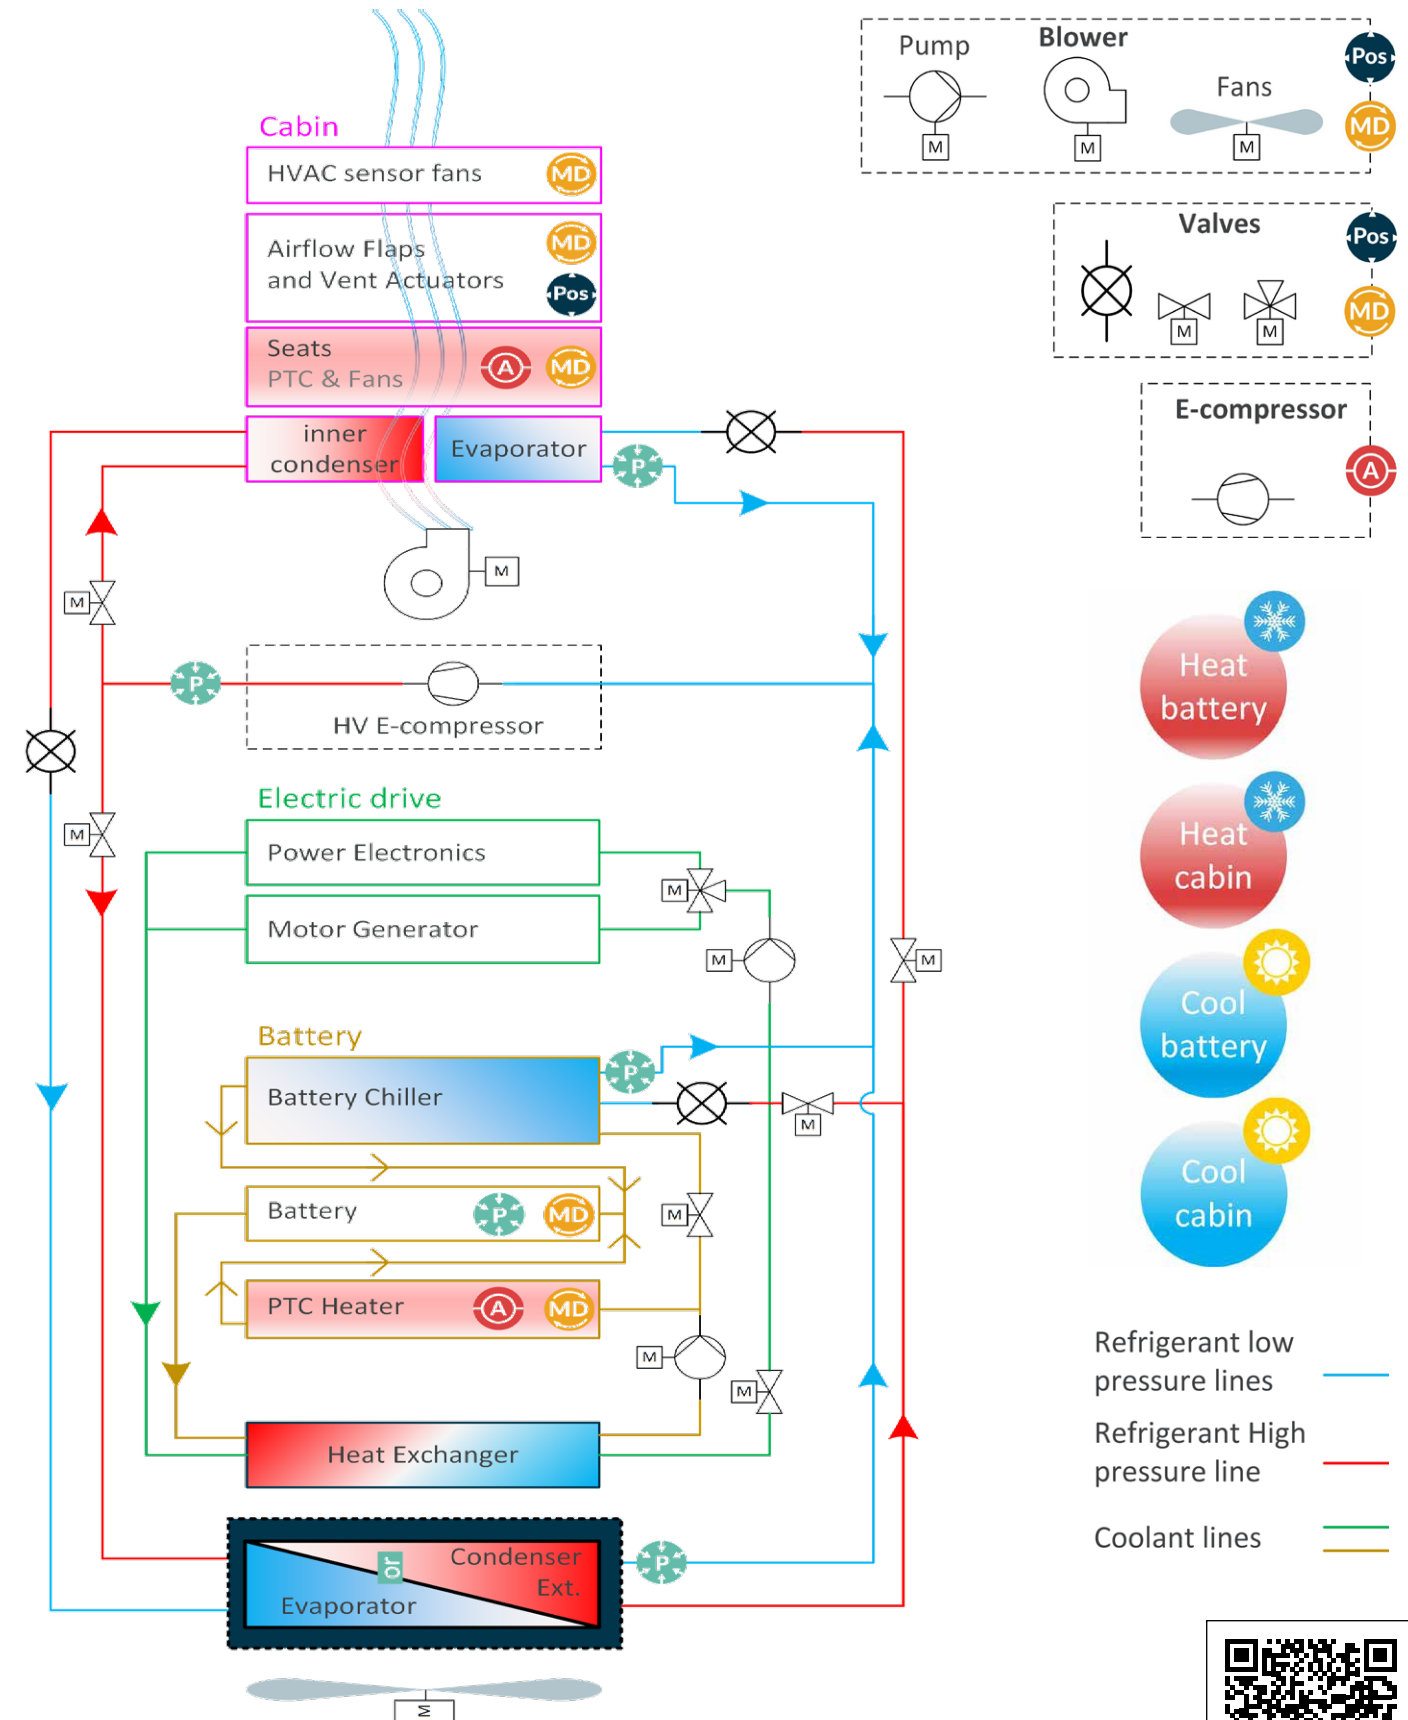 Pump
Blower
Fans
M
M
M
Pos
MD
Cabin
HVAC sensor fans
MD
Airflow Flaps
and Vent Actuators
MD
Pos
Seats
PTC & Fans
A
MD
inner
condenser
Evaporator
P
M
M
P
HV E-compressor
M
Electric drive
Power Electronics
Motor Generator
M
M
M
Battery
Battery Chiller
P
M
Battery
P
MD
M
PTC Heater
A
MD
M
M
Heat Exchanger
or
Condenser
Ext.
Evaporator
P
M
Valves
M
M
Pos
MD
E-compressor
A
Heat
battery
Heat
cabin
Cool
battery
Cool
cabin
Refrigerant low
pressure lines
Refrigerant High
pressure line
Coolant lines